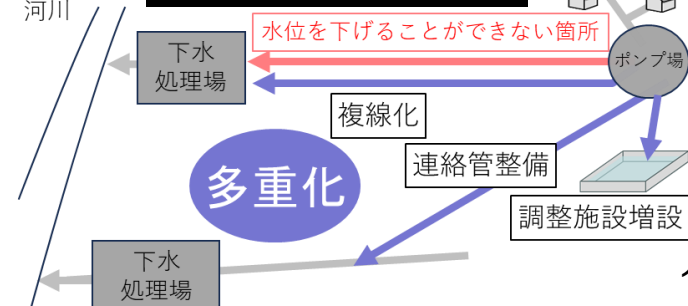 河川
水位を下げることができない箇所
下水
処理場
ポンプ場
複線化
連絡管整備
多重化
調整施設増設
下水
処理場